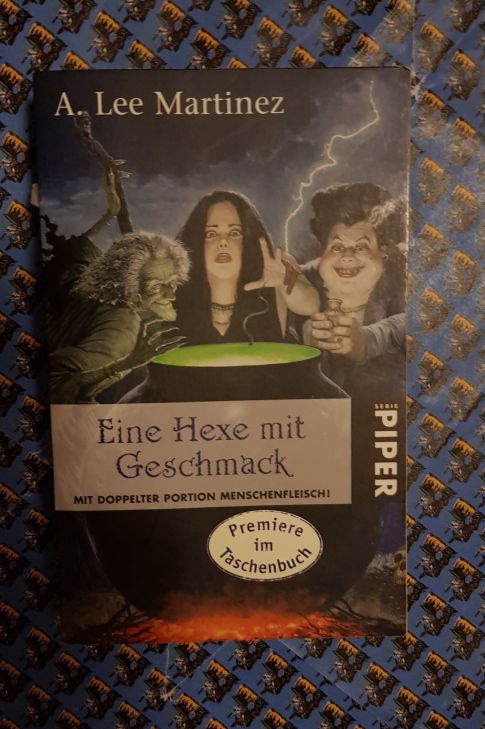 A. Lee Martinez
Eine Hexe mit
Geschmack
MIT DOPPELTER PORTION MENSCHENFLEISCH!
SERIE
PIPER
Premiere
im
Taschenbuch